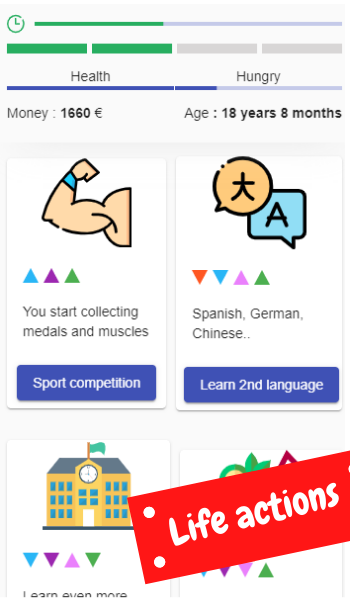 Health
Hungry
Money : 1660 €
Age : 18 years 8 months
大
A
You start collecting
medals and muscles
Sport competition
Spanish, German,
Chinese..
Learn 2nd language
Life actions
Learn even more